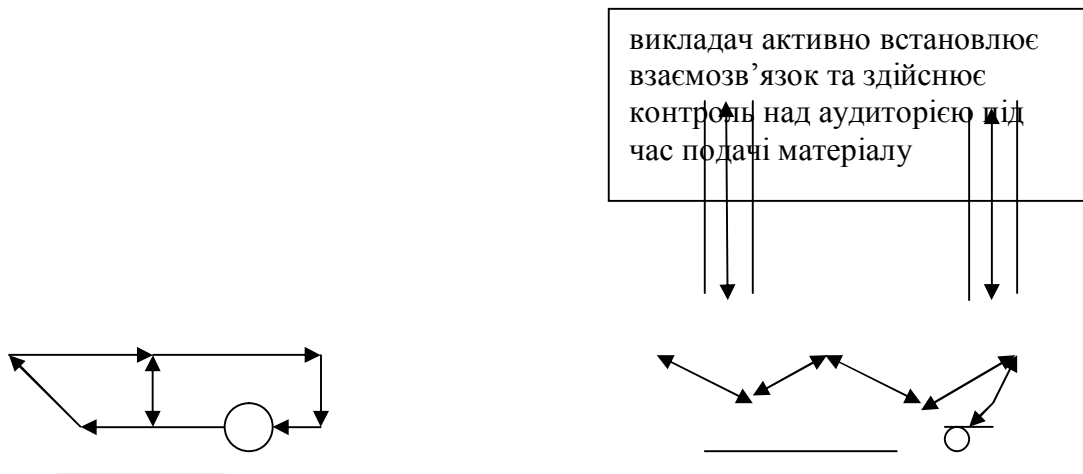 викладач активно встановлює
взаємозв’язок та здійснює
контроль над аудиторією під
час подачі матеріалу